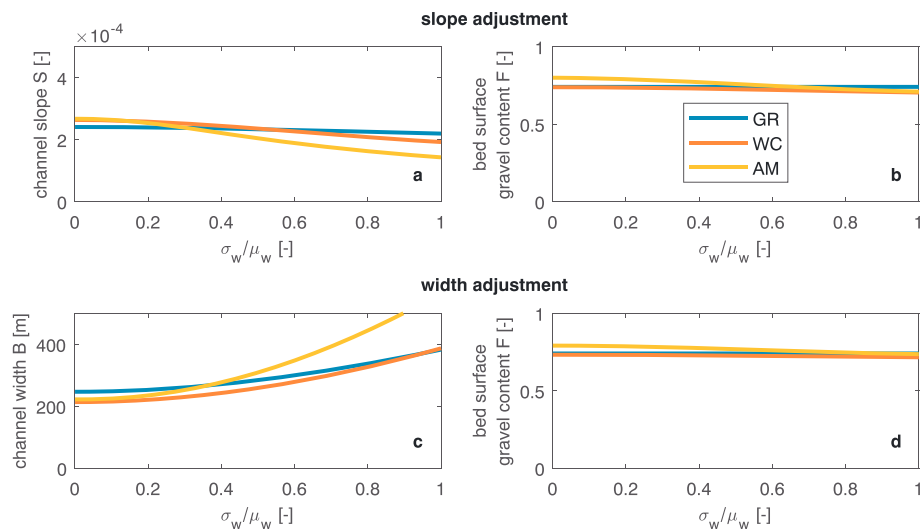 slope adjustment
×10⁻⁴
channel slope S [-]
4
2
0
0 0.2 0.4 0.6 0.8 1
σw/μw [-]
a
bed surface
gravel content F [-]
1
0.5
0
0 0.2 0.4 0.6 0.8 1
σw/μw [-]
GR
WC
AM
b
width adjustment
channel width B [m]
400
200
0
0 0.2 0.4 0.6 0.8 1
σw/μw [-]
c
bed surface
gravel content F [-]
1
0.5
0
0 0.2 0.4 0.6 0.8 1
σw/μw [-]
d